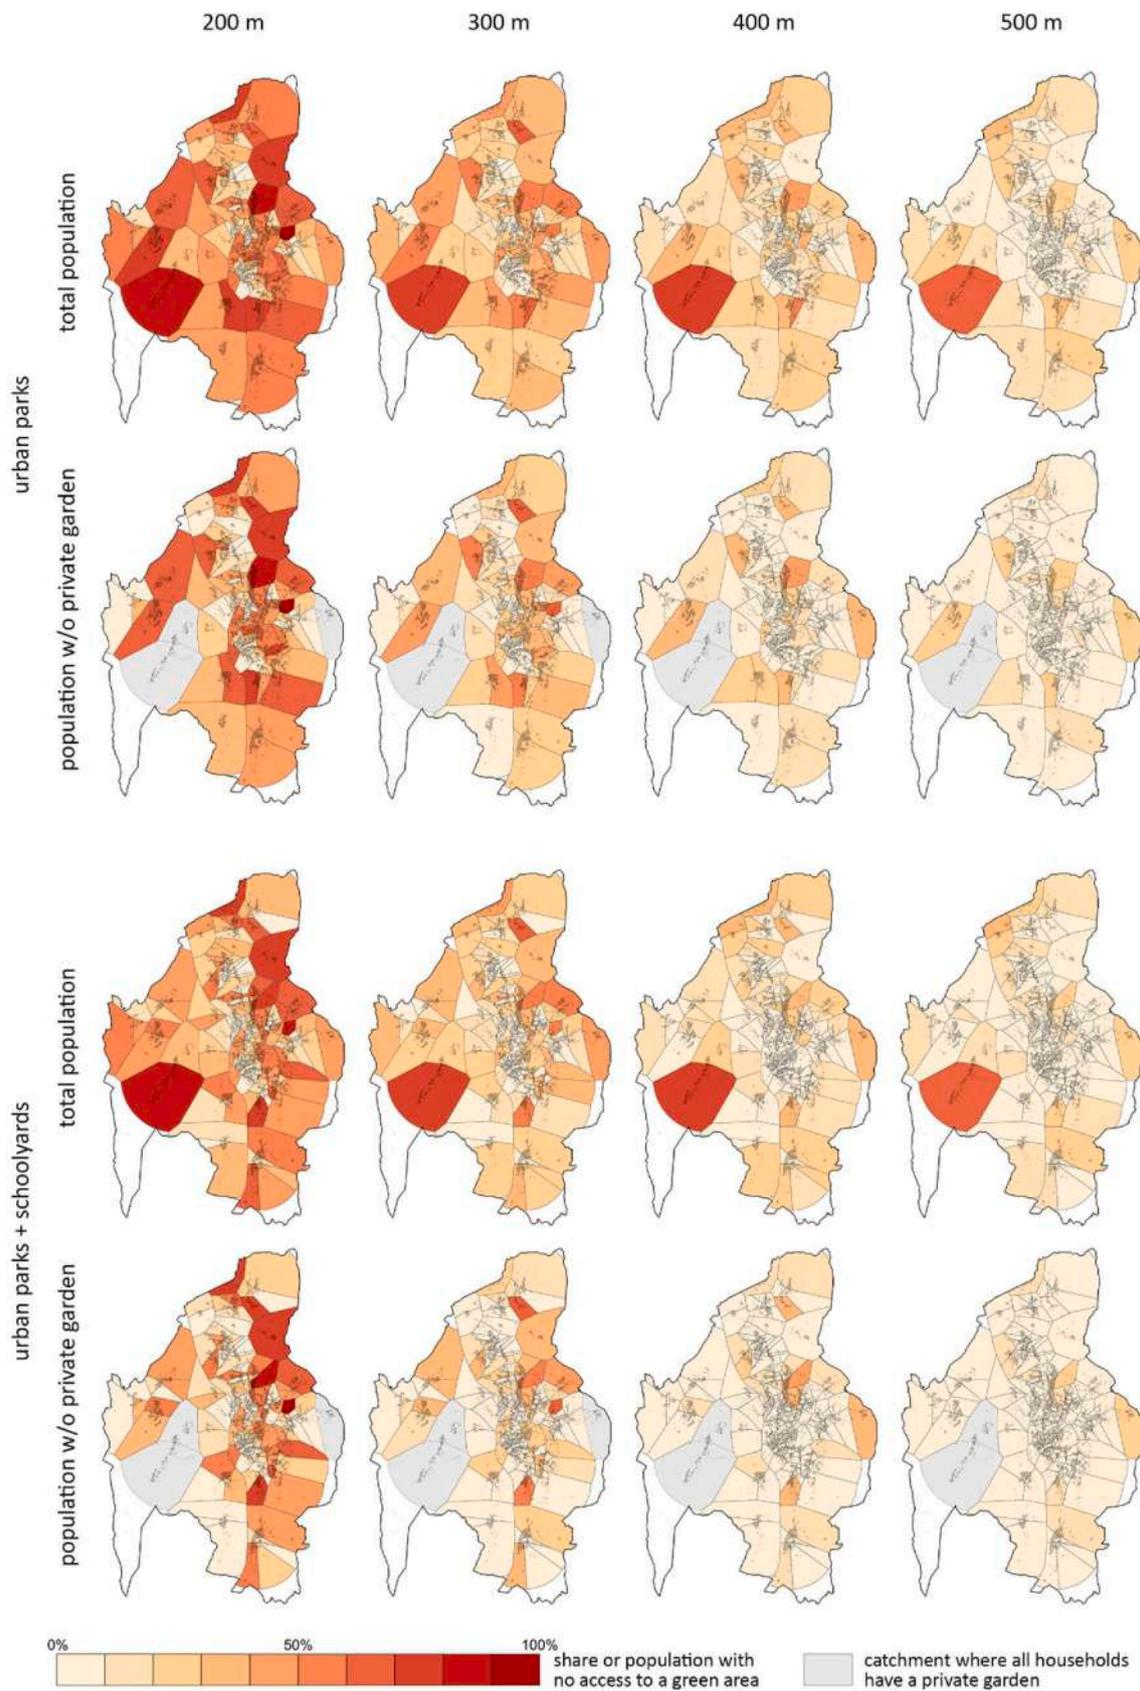 200 m 300 m 400 m 500 m
urban parks
total population
population w/o private garden
urban parks + schoolyards
total population
population w/o private garden
0% 50% 100%
share or population with
no access to a green area
catchment where all households
have a private garden